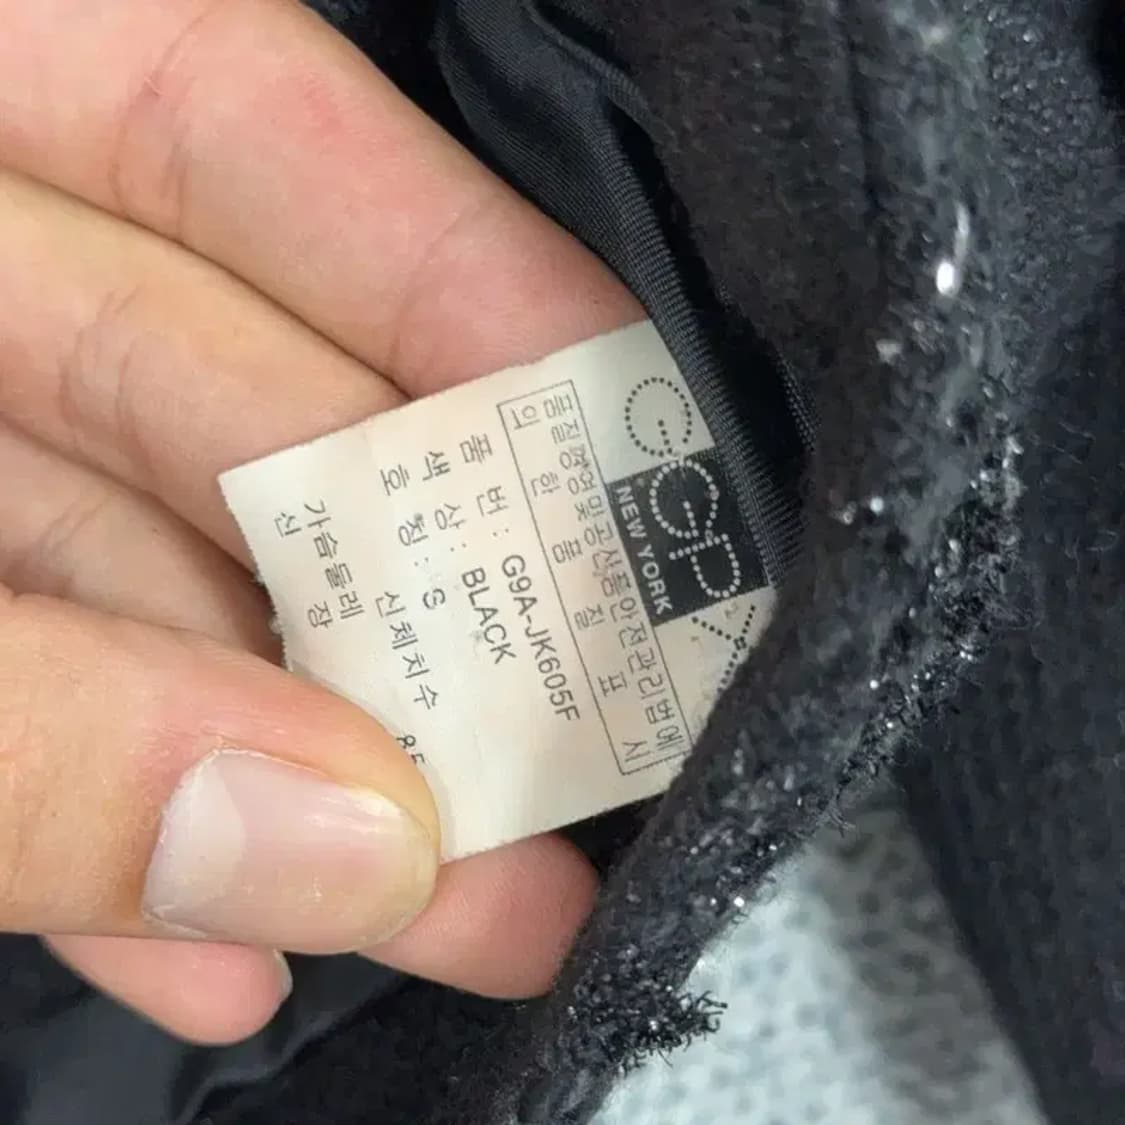 NEW YORK
품질경영및공산품안전관리법에
의한 품질표시
품 번 : G9A-JK605F
색 상 : BLACK
호 칭 : S
신체치수
가슴둘레 85
신 장